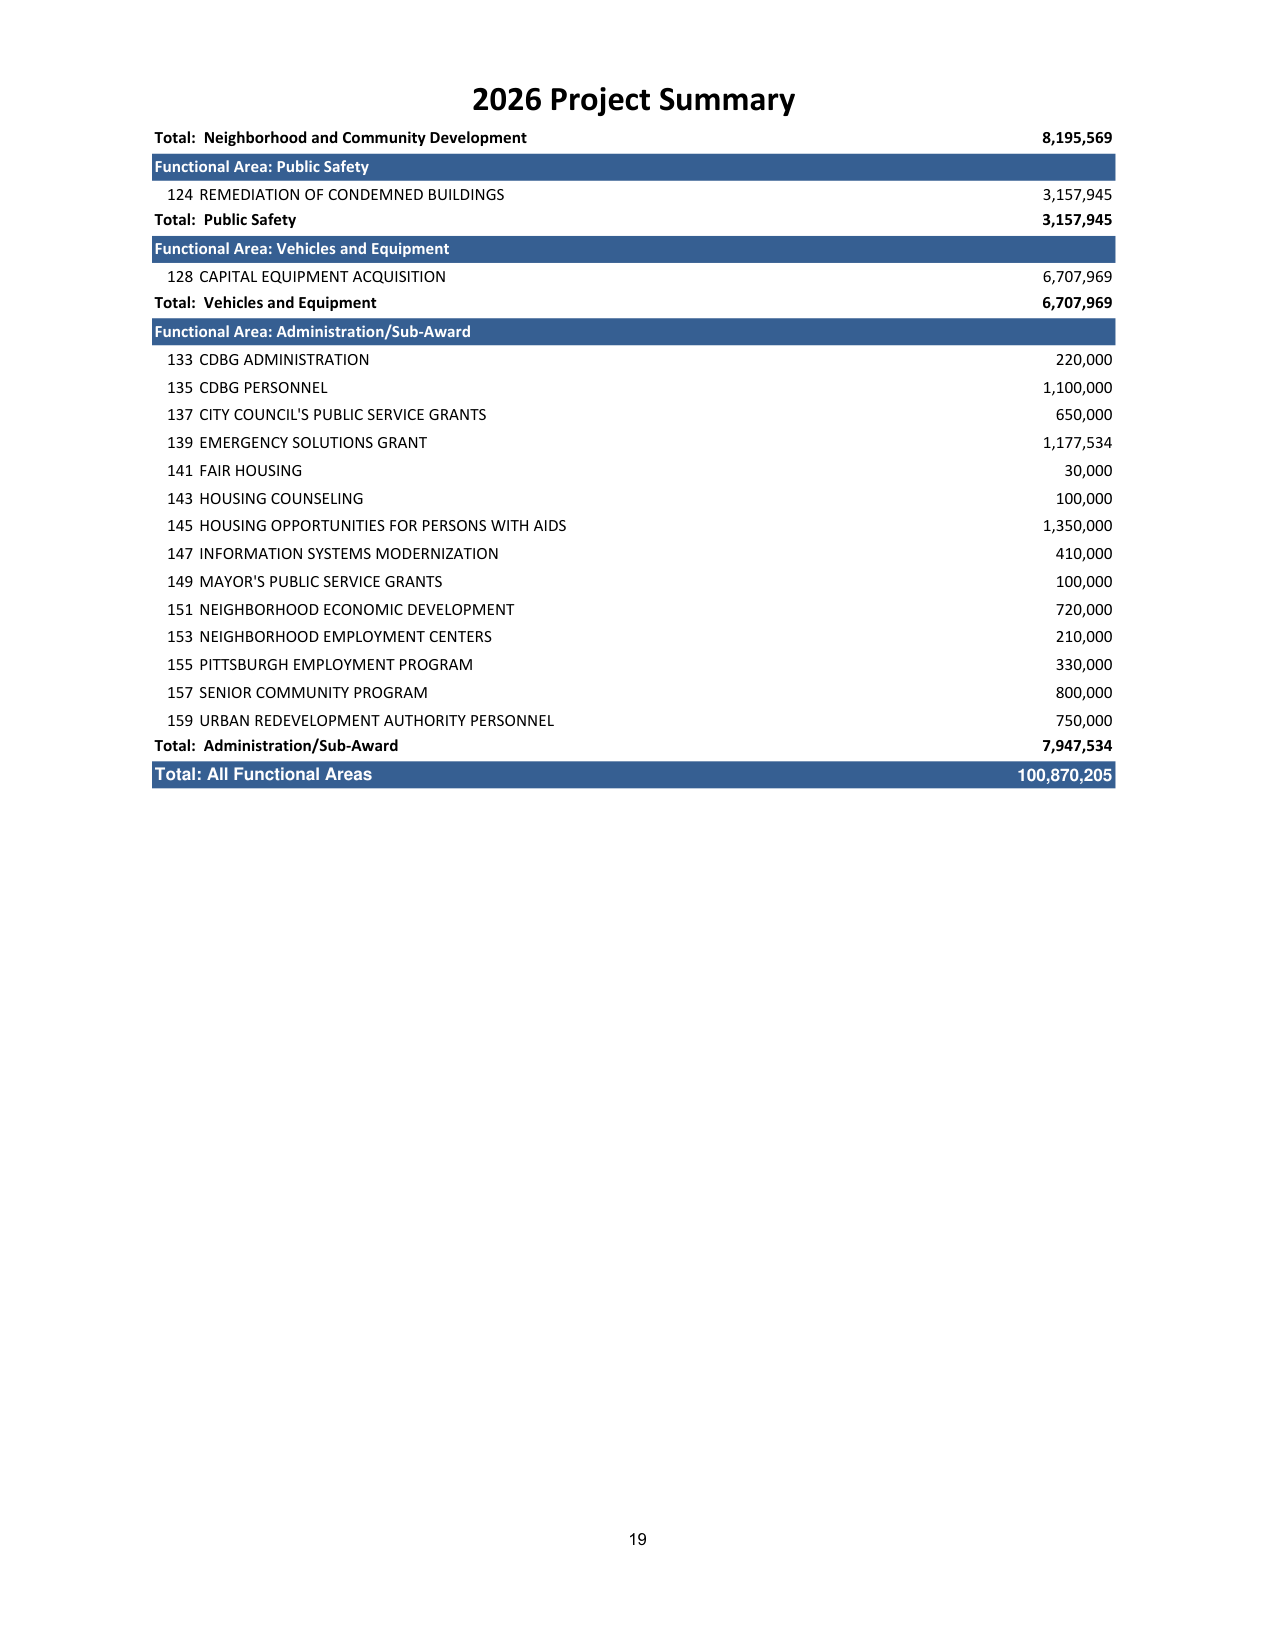 2026 Project Summary
Total: Neighborhood and Community Development 8,195,569
Functional Area: Public Safety
124 REMEDIATION OF CONDEMNED BUILDINGS 3,157,945
Total: Public Safety 3,157,945
Functional Area: Vehicles and Equipment
128 CAPITAL EQUIPMENT ACQUISITION 6,707,969
Total: Vehicles and Equipment 6,707,969
Functional Area: Administration/Sub-Award
133 CDBG ADMINISTRATION 220,000
135 CDBG PERSONNEL 1,100,000
137 CITY COUNCIL'S PUBLIC SERVICE GRANTS 650,000
139 EMERGENCY SOLUTIONS GRANT 1,177,534
141 FAIR HOUSING 30,000
143 HOUSING COUNSELING 100,000
145 HOUSING OPPORTUNITIES FOR PERSONS WITH AIDS 1,350,000
147 INFORMATION SYSTEMS MODERNIZATION 410,000
149 MAYOR'S PUBLIC SERVICE GRANTS 100,000
151 NEIGHBORHOOD ECONOMIC DEVELOPMENT 720,000
153 NEIGHBORHOOD EMPLOYMENT CENTERS 210,000
155 PITTSBURGH EMPLOYMENT PROGRAM 330,000
157 SENIOR COMMUNITY PROGRAM 800,000
159 URBAN REDEVELOPMENT AUTHORITY PERSONNEL 750,000
Total: Administration/Sub-Award 7,947,534
Total: All Functional Areas 100,870,205
19